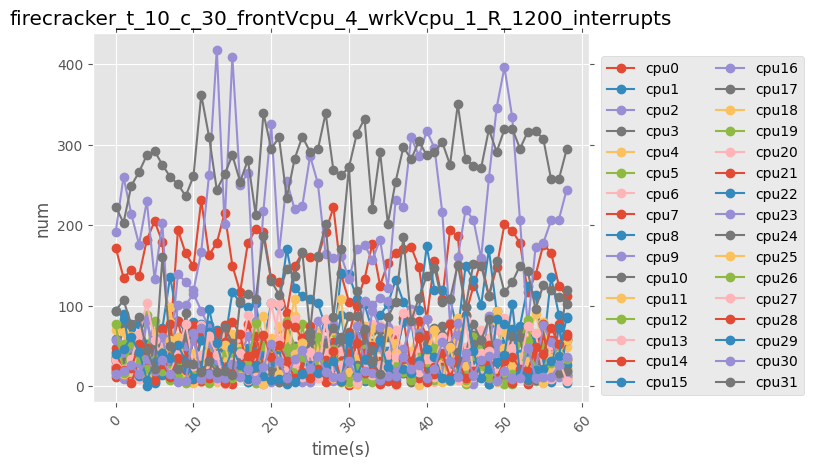 firecracker_t_10_c_30_frontVcpu_4_wrkVcpu_1_R_1200_interrupts
400
300
200
100
0
num
0
10
20
30
40
50
60
time(s)
cpu0
cpu1
cpu2
cpu3
cpu4
cpu5
cpu6
cpu7
cpu8
cpu9
cpu10
cpu11
cpu12
cpu13
cpu14
cpu15
cpu16
cpu17
cpu18
cpu19
cpu20
cpu21
cpu22
cpu23
cpu24
cpu25
cpu26
cpu27
cpu28
cpu29
cpu30
cpu31